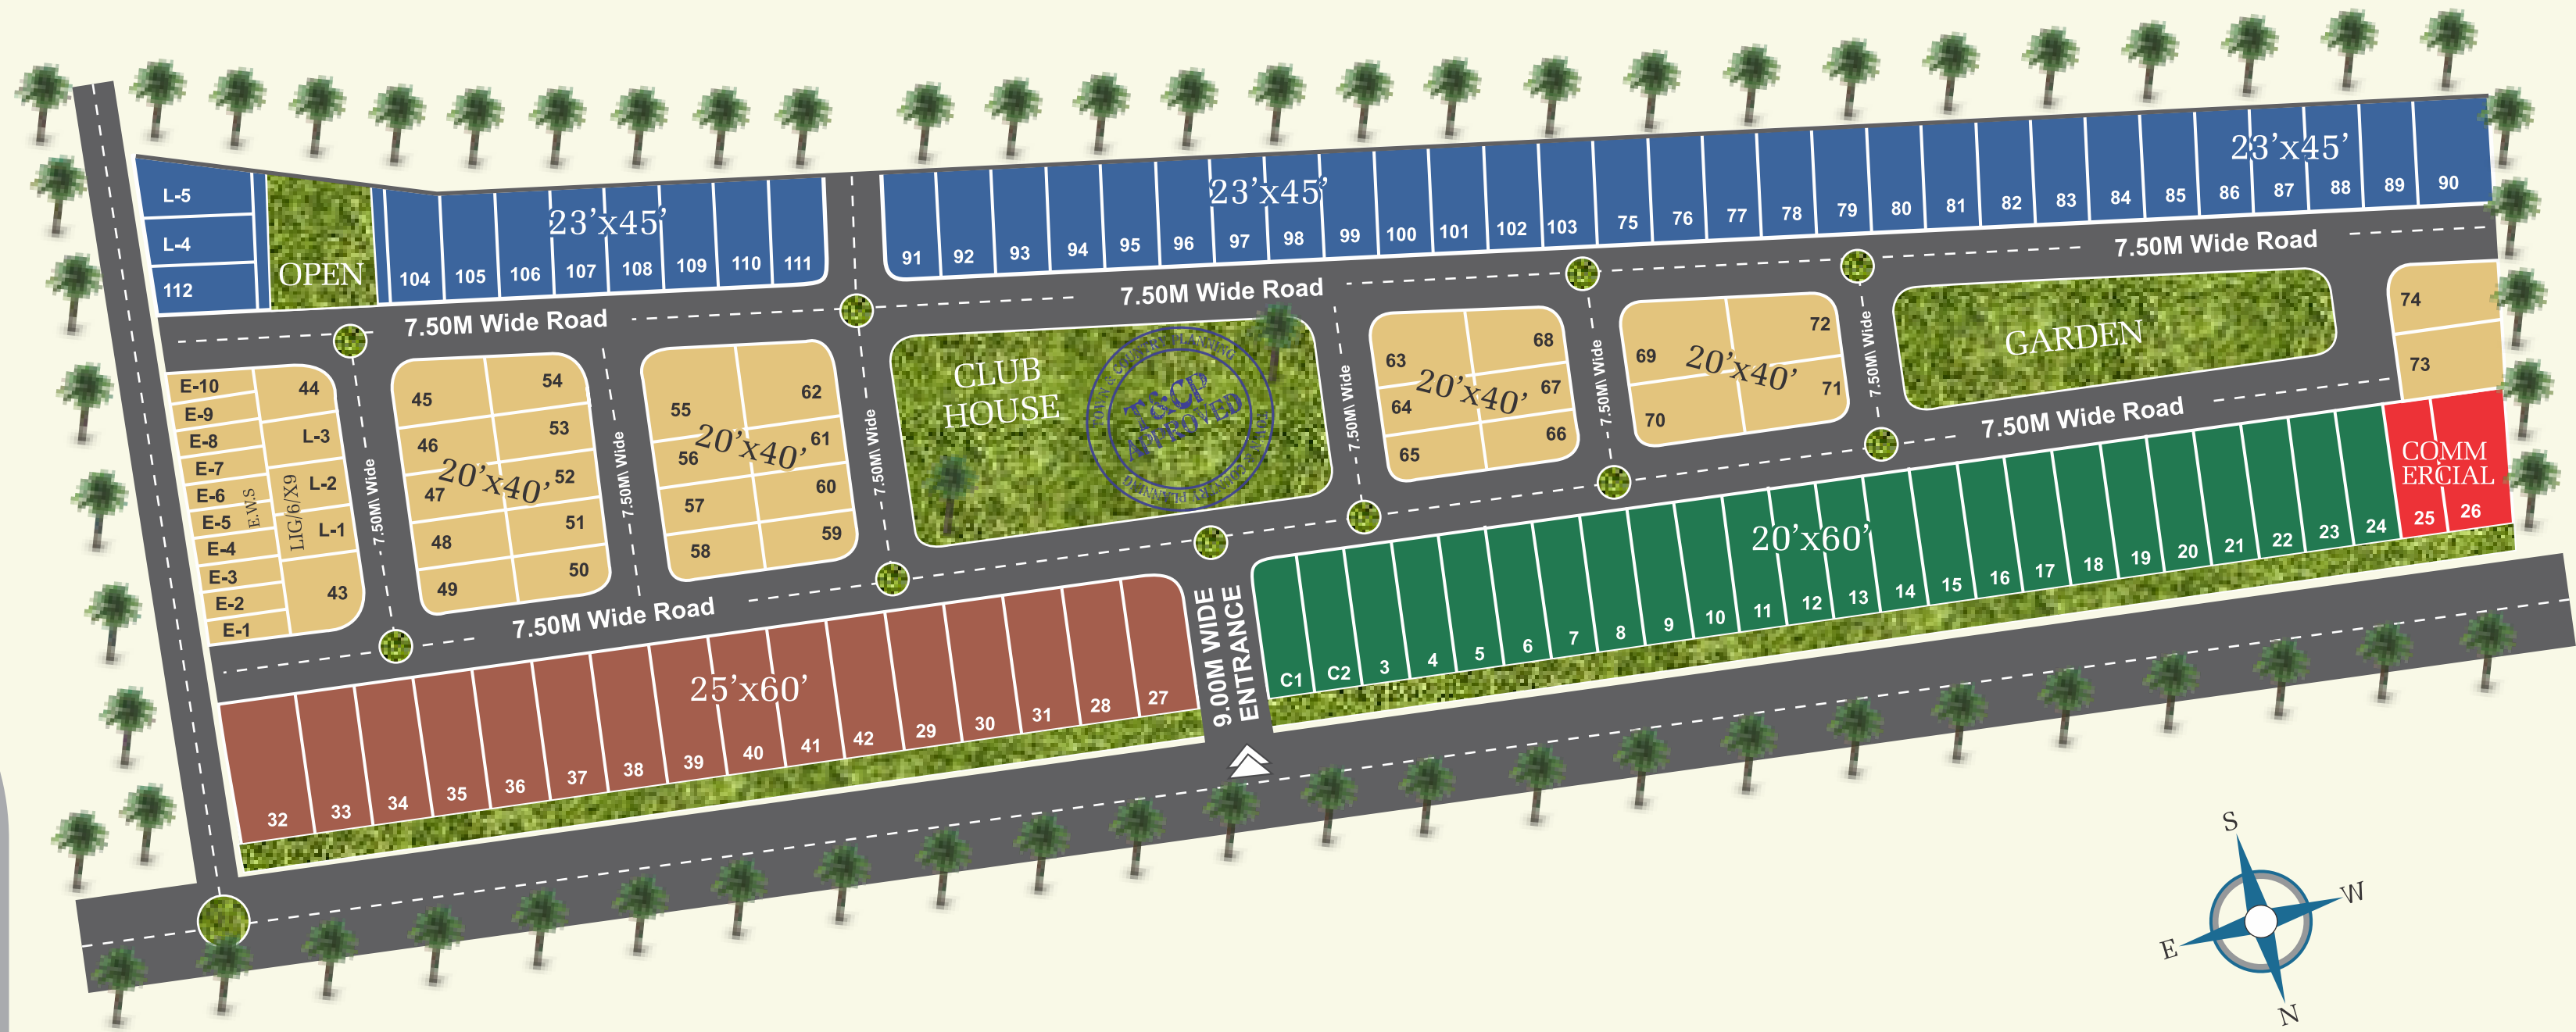 L-5
L-4
112
OPEN
104 105 106 107 108 109 110 111
23’x45’
91 92 93 94 95 96 97 98 99 100 101 102 103
23’x45’
75 76 77 78 79 80 81 82 83 84 85 86 87 88 89 90
23’x45’
7.50M Wide Road
7.50M Wide Road
7.50M Wide Road
E-10
E-9
E-8
E-7
E-6
E-5
E-4
E-3
E-2
E-1
E.W.S
LIG/6/X9
44
L-3
L-2
L-1
43
7.50M\ Wide
45 54
46 53
47 52
48 51
49 50
20’x40’
7.50M\ Wide
55 62
56 61
57 60
58 59
20’x40’
7.50M\ Wide
CLUB
HOUSE
TOWN & COUNTRY PLANNING
T&CP
APPROVED
7.50M\ Wide
63 68
64 67
65 66
20’x40’
7.50M\ Wide
69 72
70 71
20’x40’
7.50M\ Wide
GARDEN
74
73
7.50M Wide Road
7.50M Wide Road
32 33 34 35 36 37 38 39 40 41 42 29 30 31 28 27
25’x60’
9.00M WIDE
ENTRANCE
C1 C2 3 4 5 6 7 8 9 10 11 12 13 14 15 16 17 18 19 20 21 22 23 24
20’x60’
COMM
ERCIAL
25 26
S
W
E
N